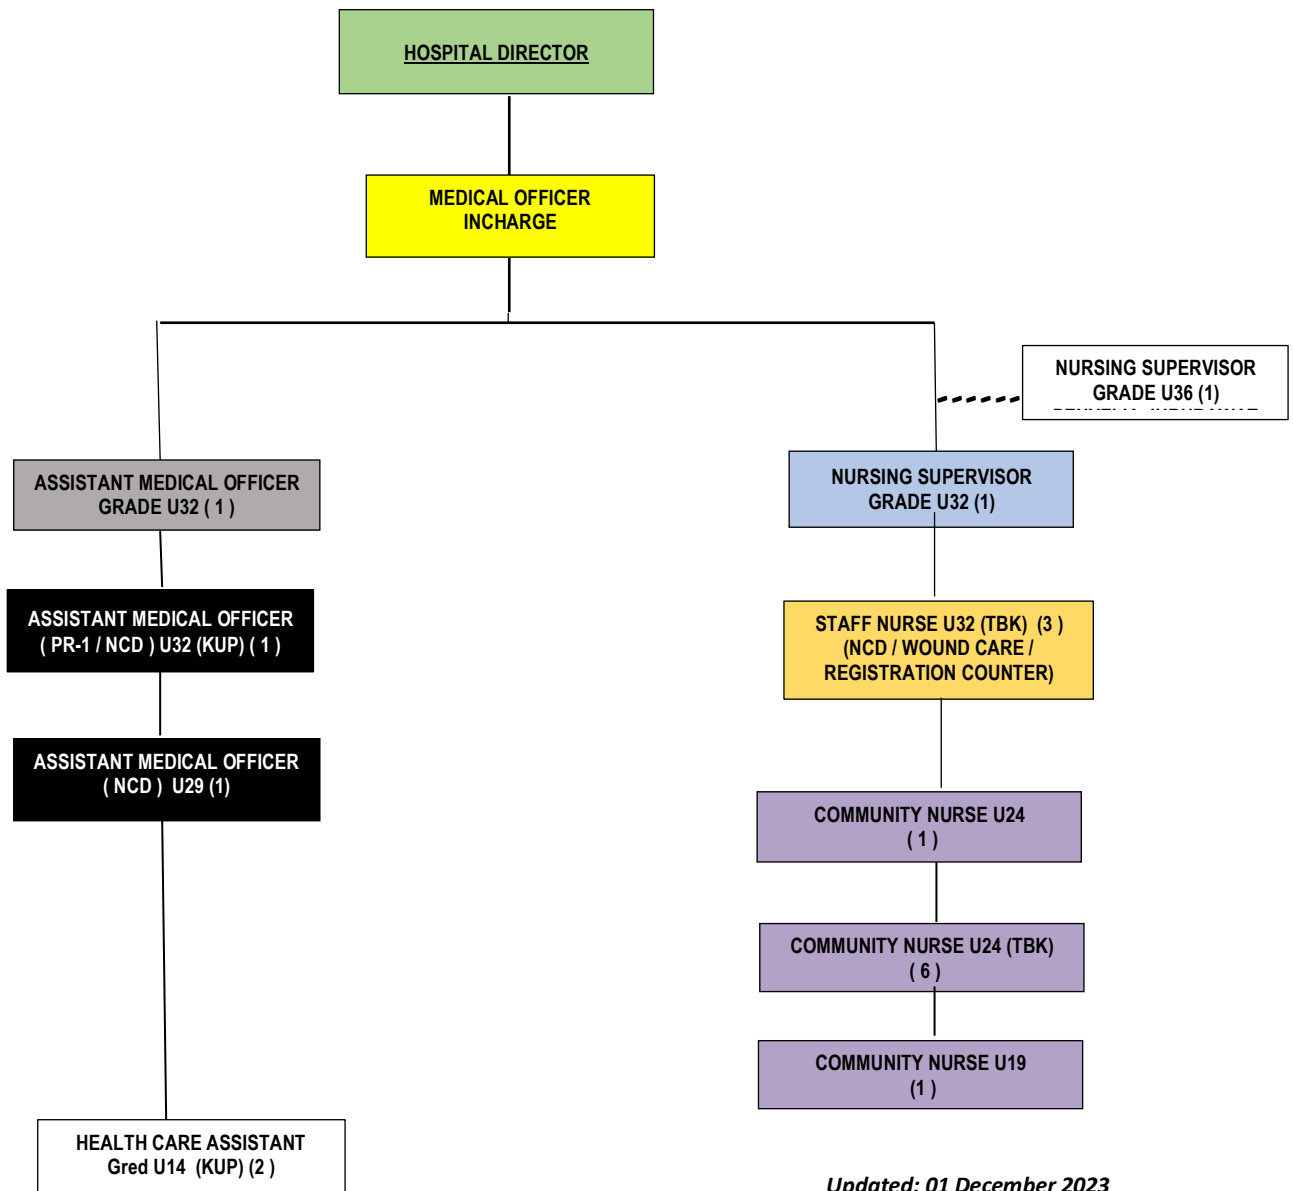 HOSPITAL DIRECTOR
MEDICAL OFFICER
INCHARGE
NURSING SUPERVISOR
GRADE U36 (1)
ASSISTANT MEDICAL OFFICER
GRADE U32 ( 1 )
NURSING SUPERVISOR
GRADE U32 (1)
ASSISTANT MEDICAL OFFICER
( PR-1 / NCD ) U32 (KUP) ( 1 )
STAFF NURSE U32 (TBK) (3 )
(NCD / WOUND CARE /
REGISTRATION COUNTER)
ASSISTANT MEDICAL OFFICER
( NCD ) U29 (1)
COMMUNITY NURSE U24
( 1 )
COMMUNITY NURSE U24 (TBK)
( 6 )
COMMUNITY NURSE U19
(1 )
HEALTH CARE ASSISTANT
Gred U14 (KUP) (2 )
Updated: 01 December 2023